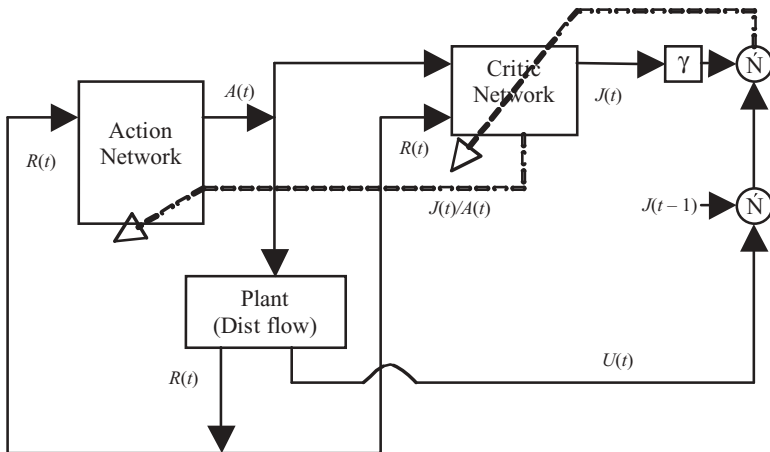 Action
Network
A(t)
R(t)
Critic
Network
J(t)
γ
Ń
R(t)
J(t)/A(t)
J(t – 1)
Ń
Plant
(Dist flow)
R(t)
U(t)